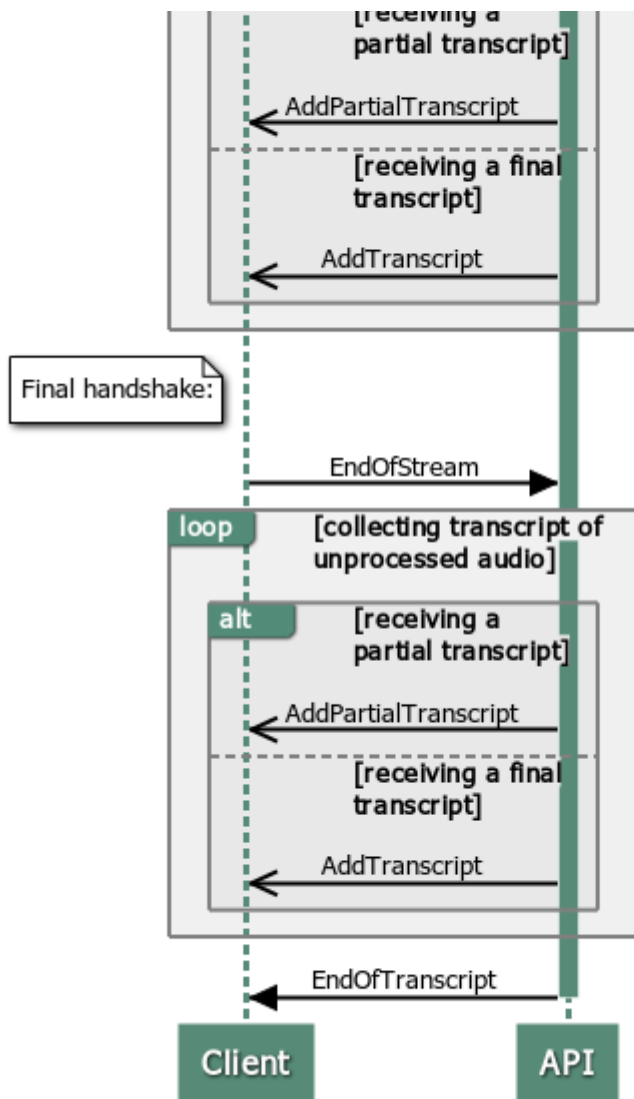 [receiving a
partial transcript]
AddPartialTranscript
[receiving a final
transcript]
AddTranscript
Final handshake:
EndOfStream
loop
[collecting transcript of
unprocessed audio]
alt
[receiving a
partial transcript]
AddPartialTranscript
[receiving a final
transcript]
AddTranscript
EndOfTranscript
Client
API